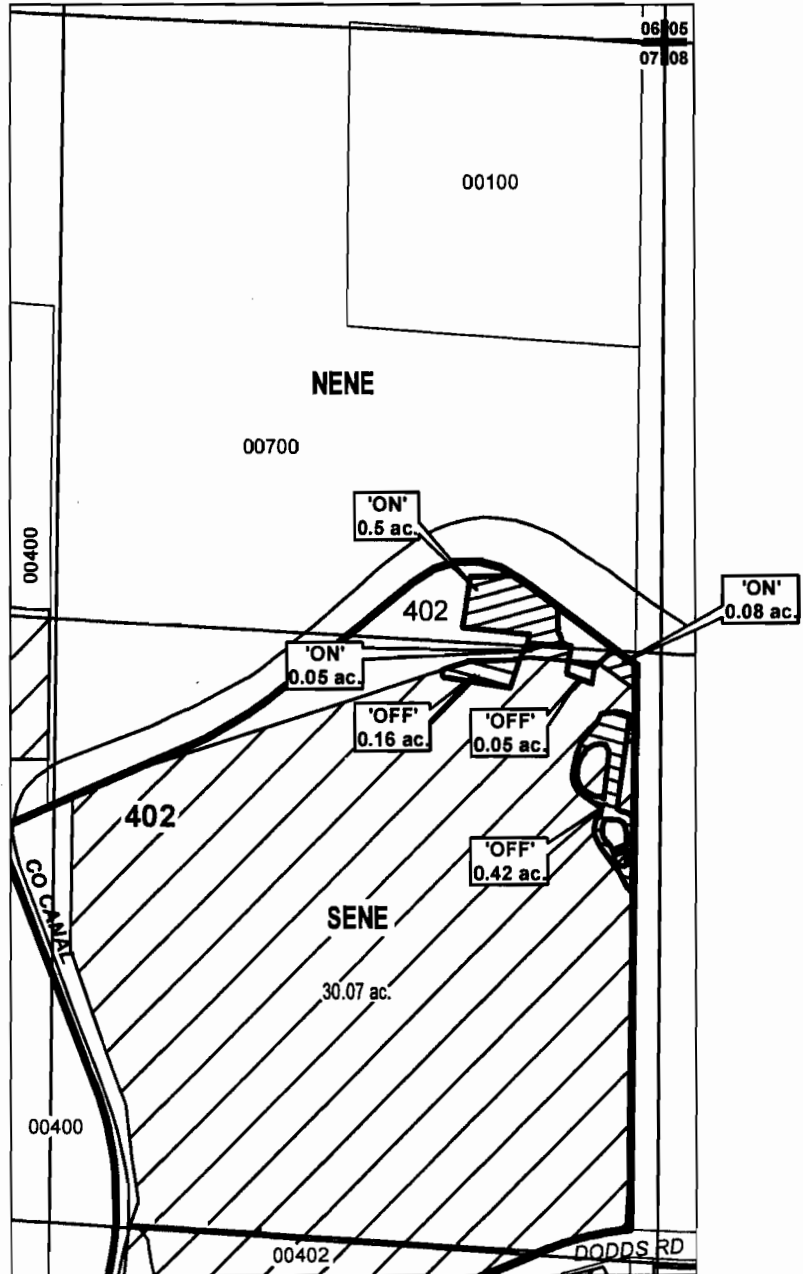 06 05
07 08
00100
NENE
00700
'ON'
0.5 ac.
00400
402
'ON'
0.08 ac.
'ON'
0.05 ac.
'OFF'
0.16 ac.
'OFF'
0.05 ac.
402
'OFF'
0.42 ac.
CO CANAL
SENE
30.07 ac.
00400
00402
DODDS RD